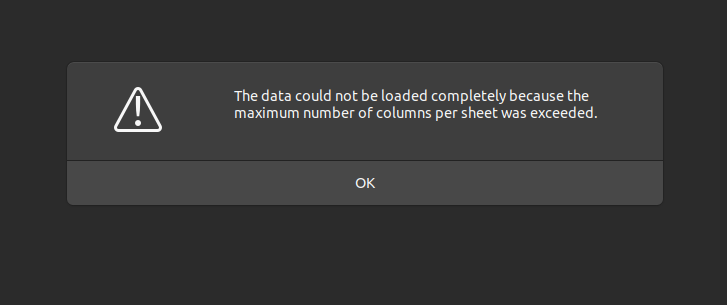 The data could not be loaded completely because the
maximum number of columns per sheet was exceeded.
OK